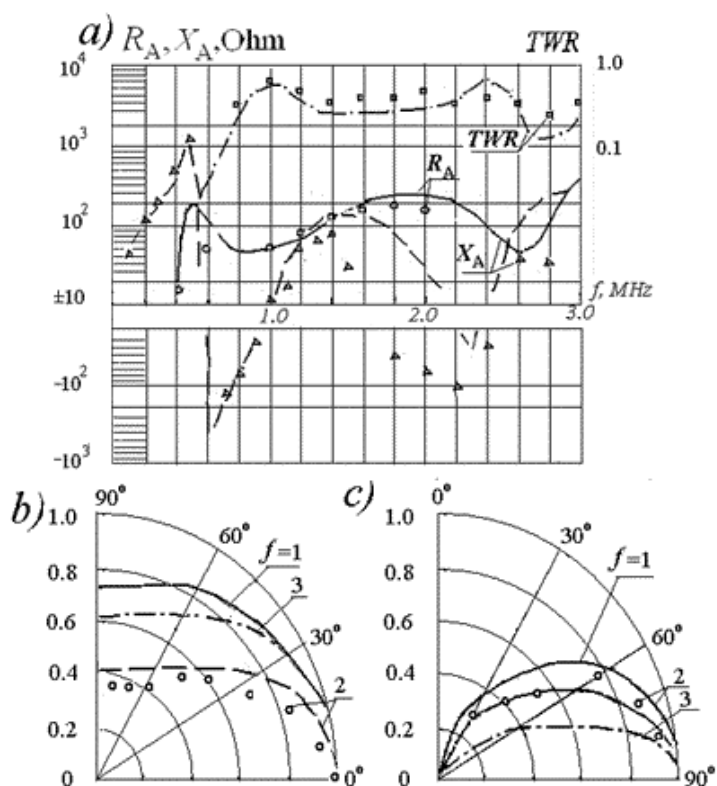 a) R_A, X_A, Ohm TWR
10^4 1.0
10^3 0.1
TWR
R_A
10^2
X_A
±10 f, MHz
1.0 2.0 3.0
-10^2
-10^3
b) 90°
1.0
60°
f=1
0.8
3
0.6
30°
0.4
2
0.2
0 0°
c) 0°
1.0
30°
f=1
0.8
0.6
60°
0.4
2
3
0.2
0 90°